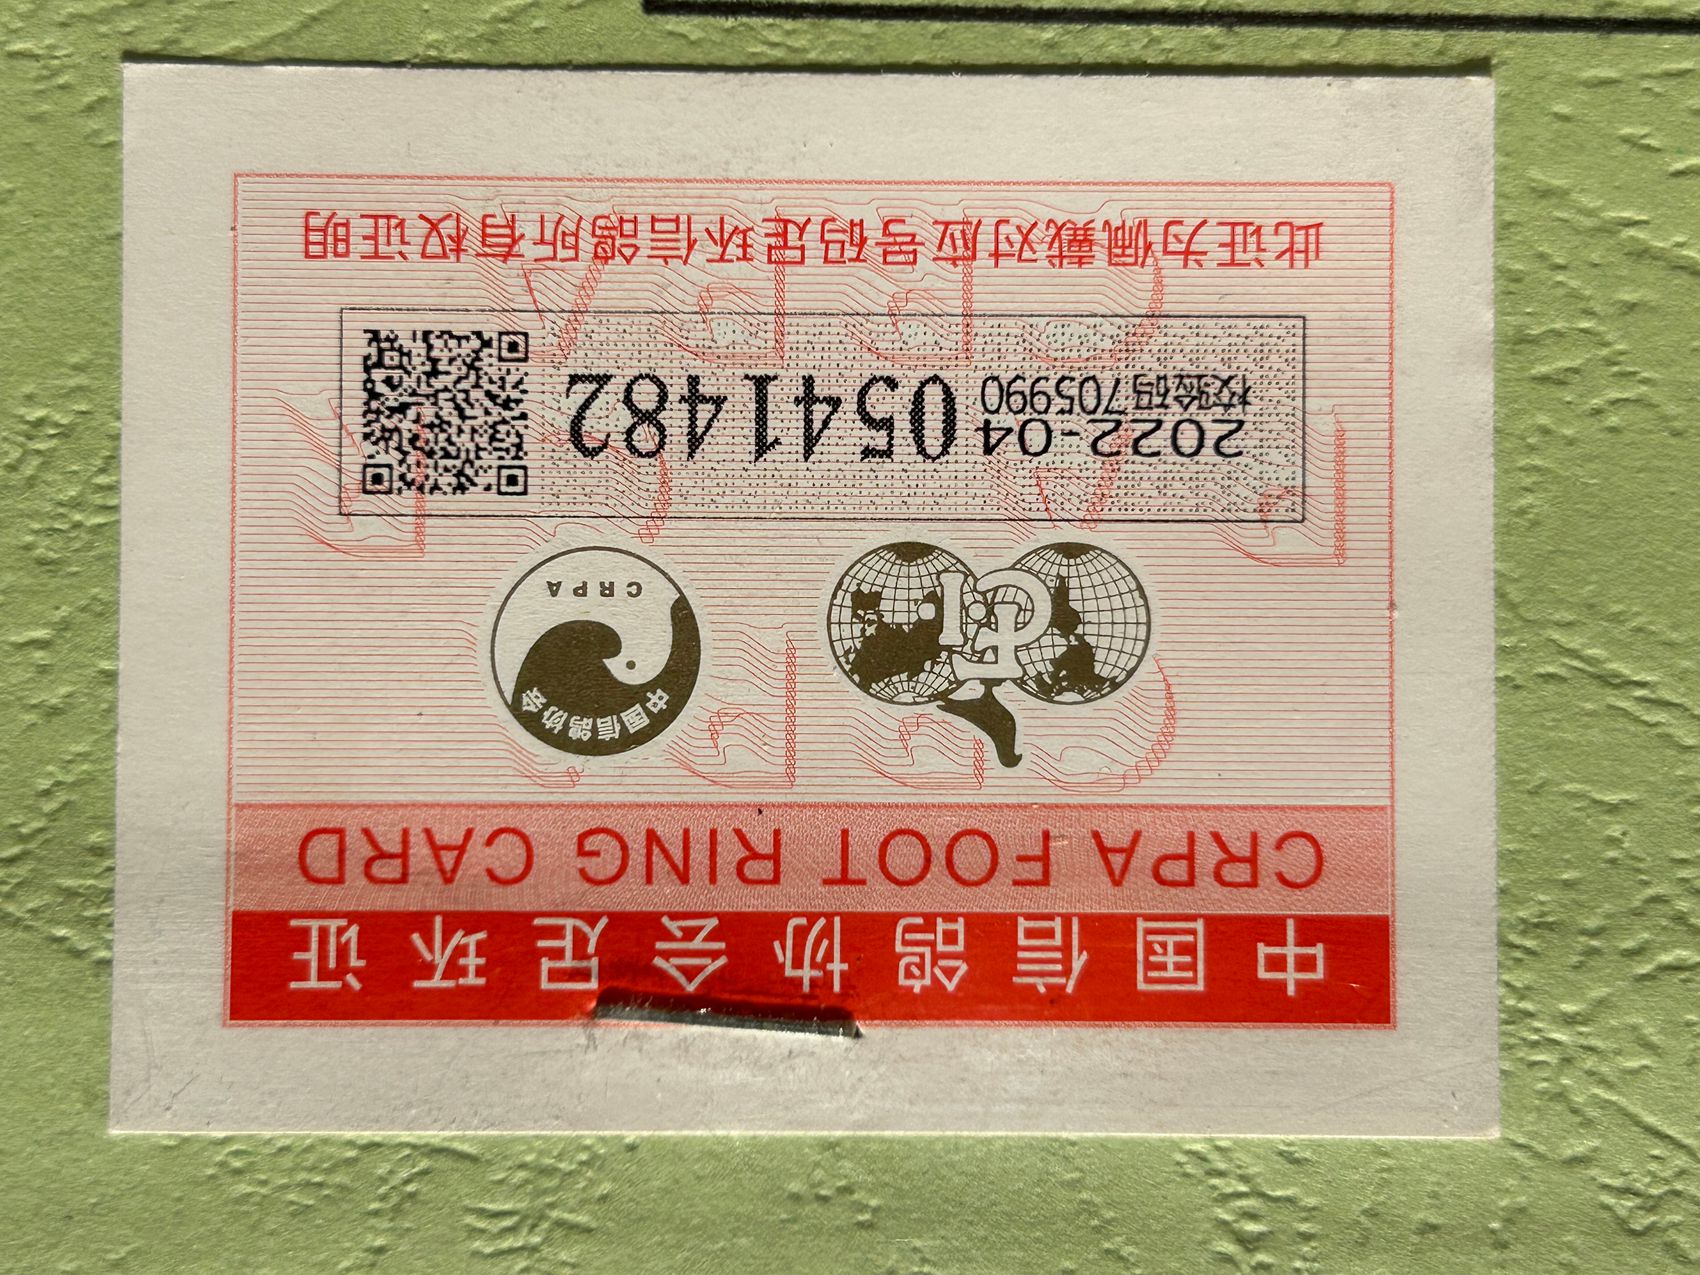 中国信鸽协会足环证
CRPA FOOT RING CARD
FCI
中国信鸽协会
CRPA
2022-04 0541482
校验码705990
此证为佩戴对应号码足环信鸽所有权证明